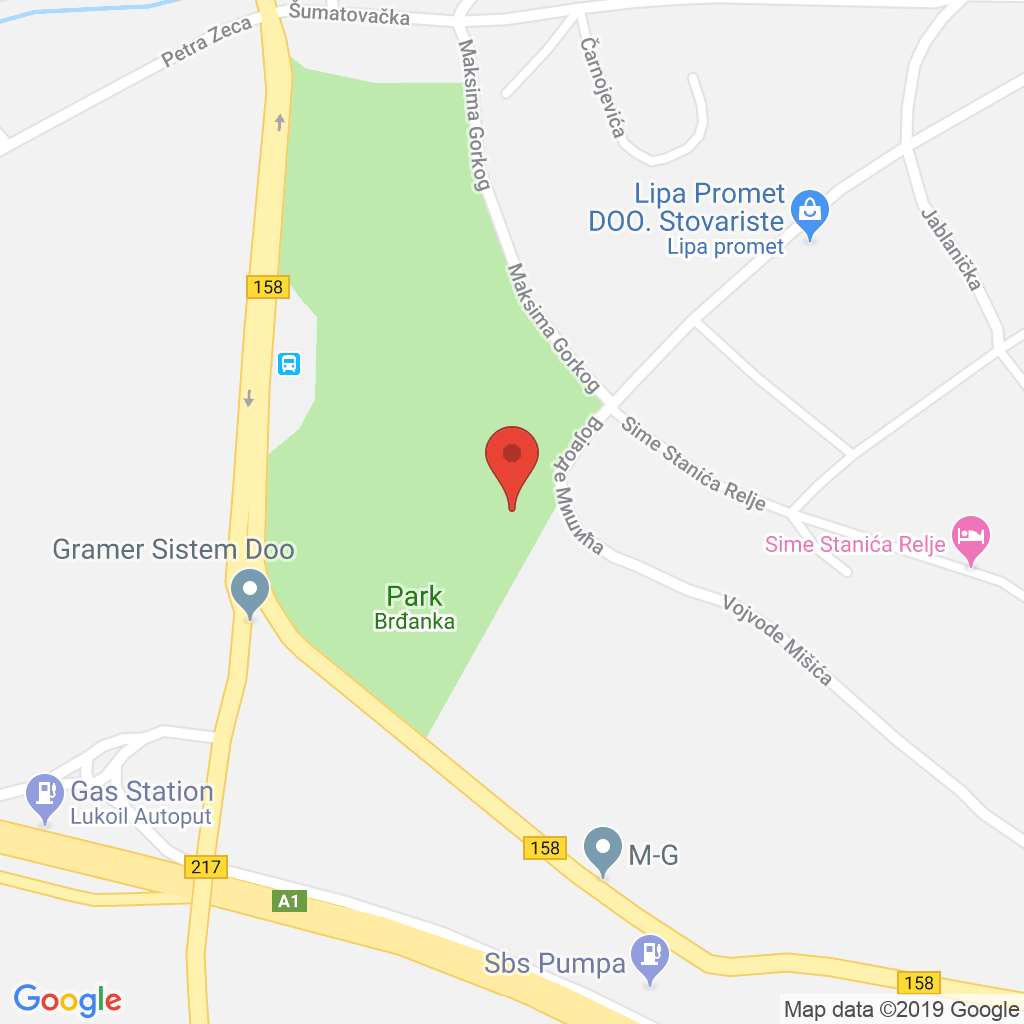 Šumatovačka
Petra Zeca
Maksima Gorkog
Čarnojevića
Lipa Promet
DOO. Stovariste
Lipa promet
Jablanička
158
Maksima Gorkog
Војводе Мишића
Sime Stanića Relje
Sime Stanića Relje
Gramer Sistem Doo
Park
Brđanka
Vojvode Mišića
Gas Station
Lukoil Autoput
158
M-G
217
A1
Sbs Pumpa
158
Google
Map data ©2019 Google